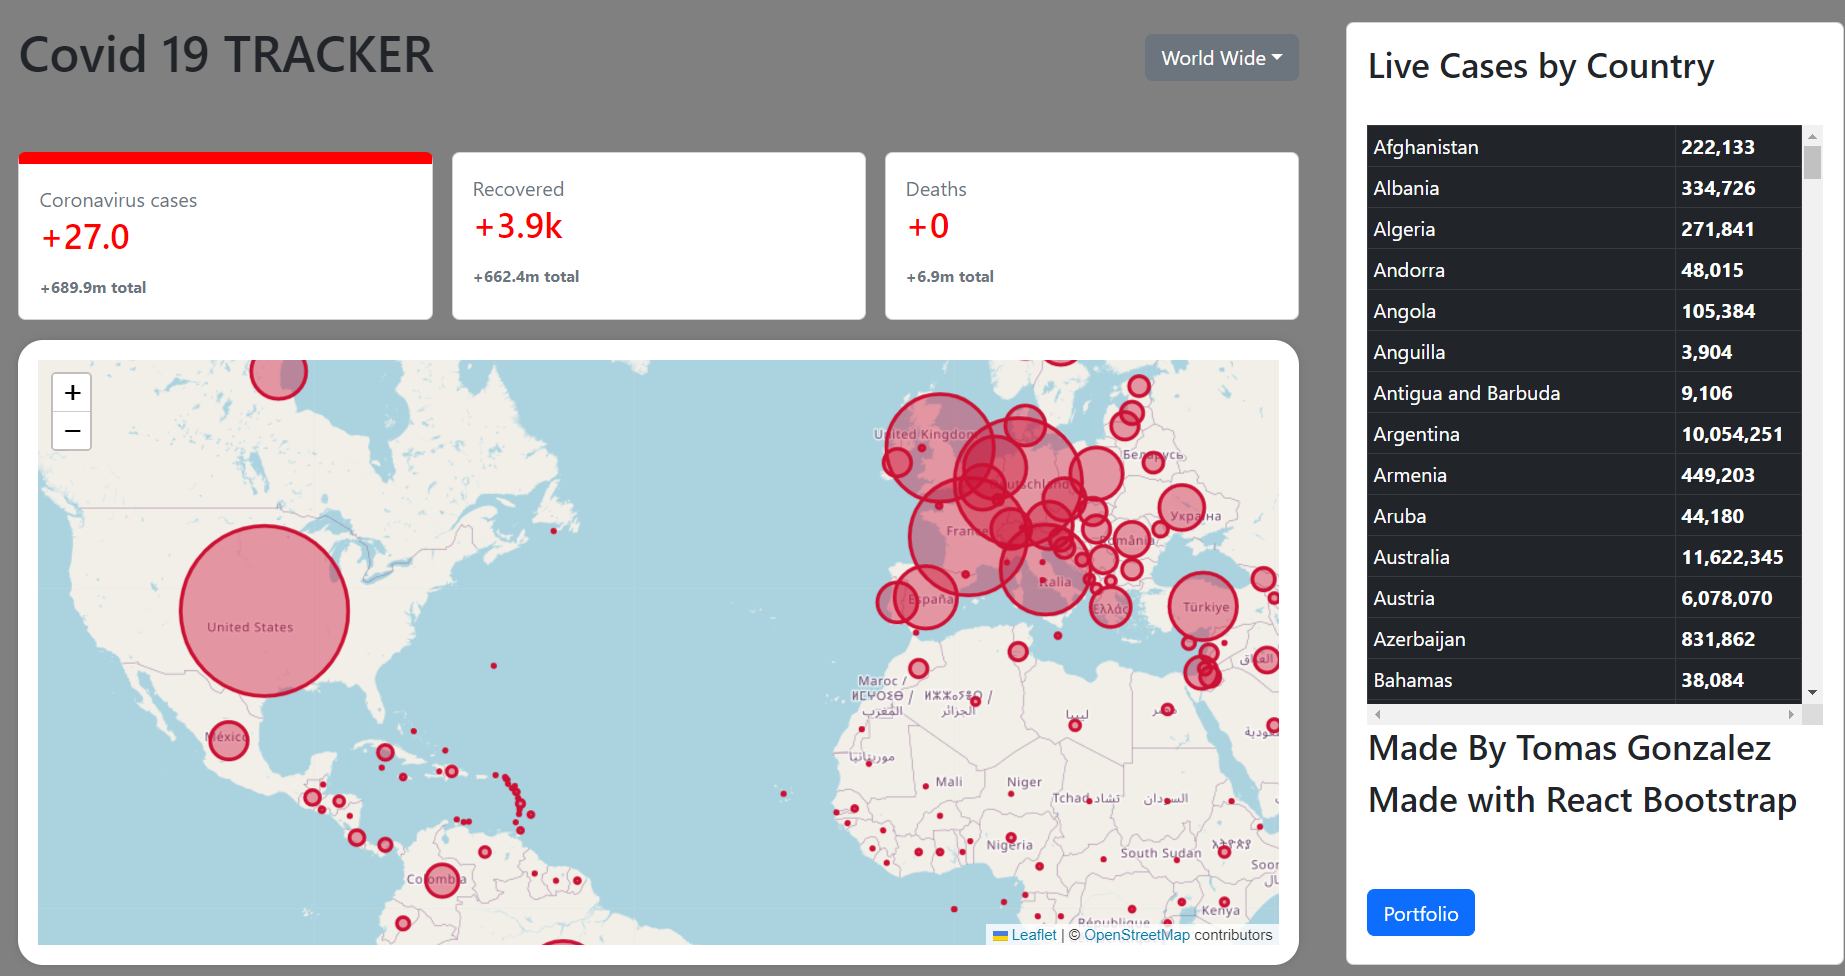 Covid 19 TRACKER
World Wide
Coronavirus cases
+27.0
+689.9m total
Recovered
+3.9k
+662.4m total
Deaths
+0
+6.9m total
+
−
United Kingdom
Беларусь
Deutschland
Україна
France
România
Italia
España
Ελλάς
Türkiye
United States
México
Maroc /
ⵍⵎⵖⵔⵉⴱ /
المغرب
الجزائر
ليبيا
مصر
العراق
السعودية
موريتانيا
Mali
Niger
Tchad تشاد
السودان
Nigeria
South Sudan
Colombia
République
Kenya
Leaflet | © OpenStreetMap contributors
Live Cases by Country
Afghanistan 222,133
Albania 334,726
Algeria 271,841
Andorra 48,015
Angola 105,384
Anguilla 3,904
Antigua and Barbuda 9,106
Argentina 10,054,251
Armenia 449,203
Aruba 44,180
Australia 11,622,345
Austria 6,078,070
Azerbaijan 831,862
Bahamas 38,084
Made By Tomas Gonzalez
Made with React Bootstrap
Portfolio